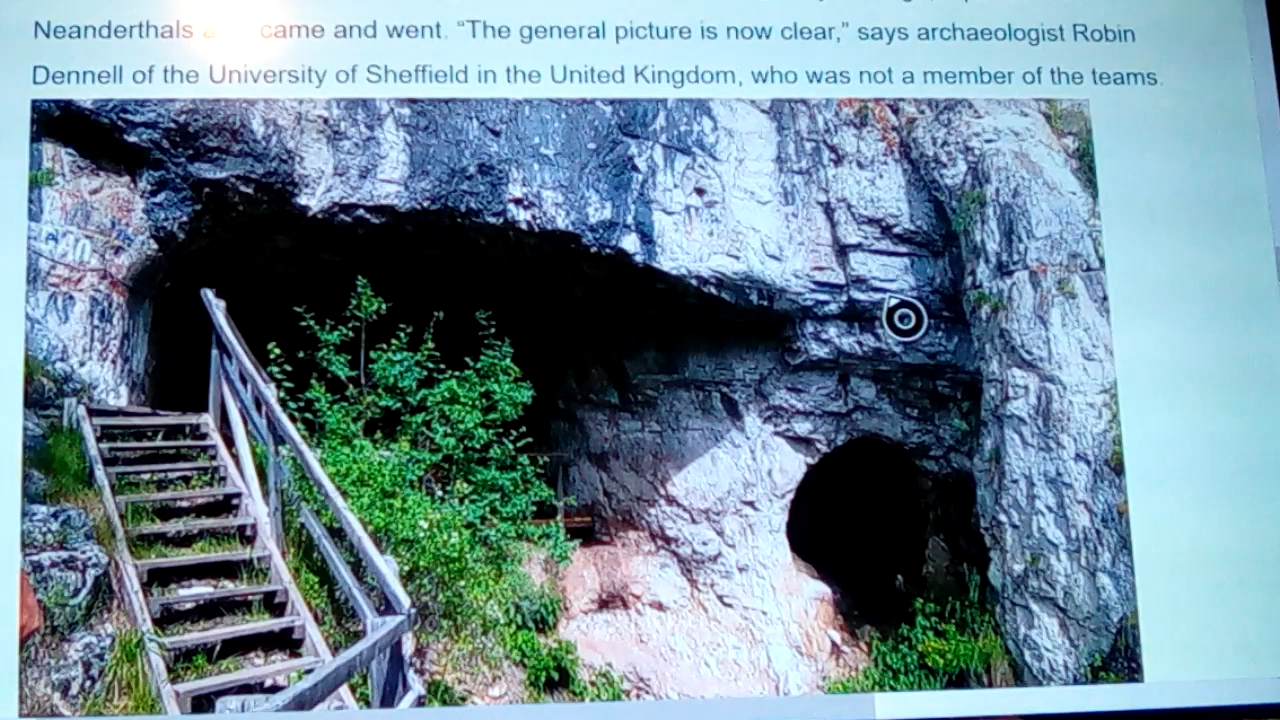 Neanderthals came and went. “The general picture is now clear,” says archaeologist Robin
Dennell of the University of Sheffield in the United Kingdom, who was not a member of the teams.